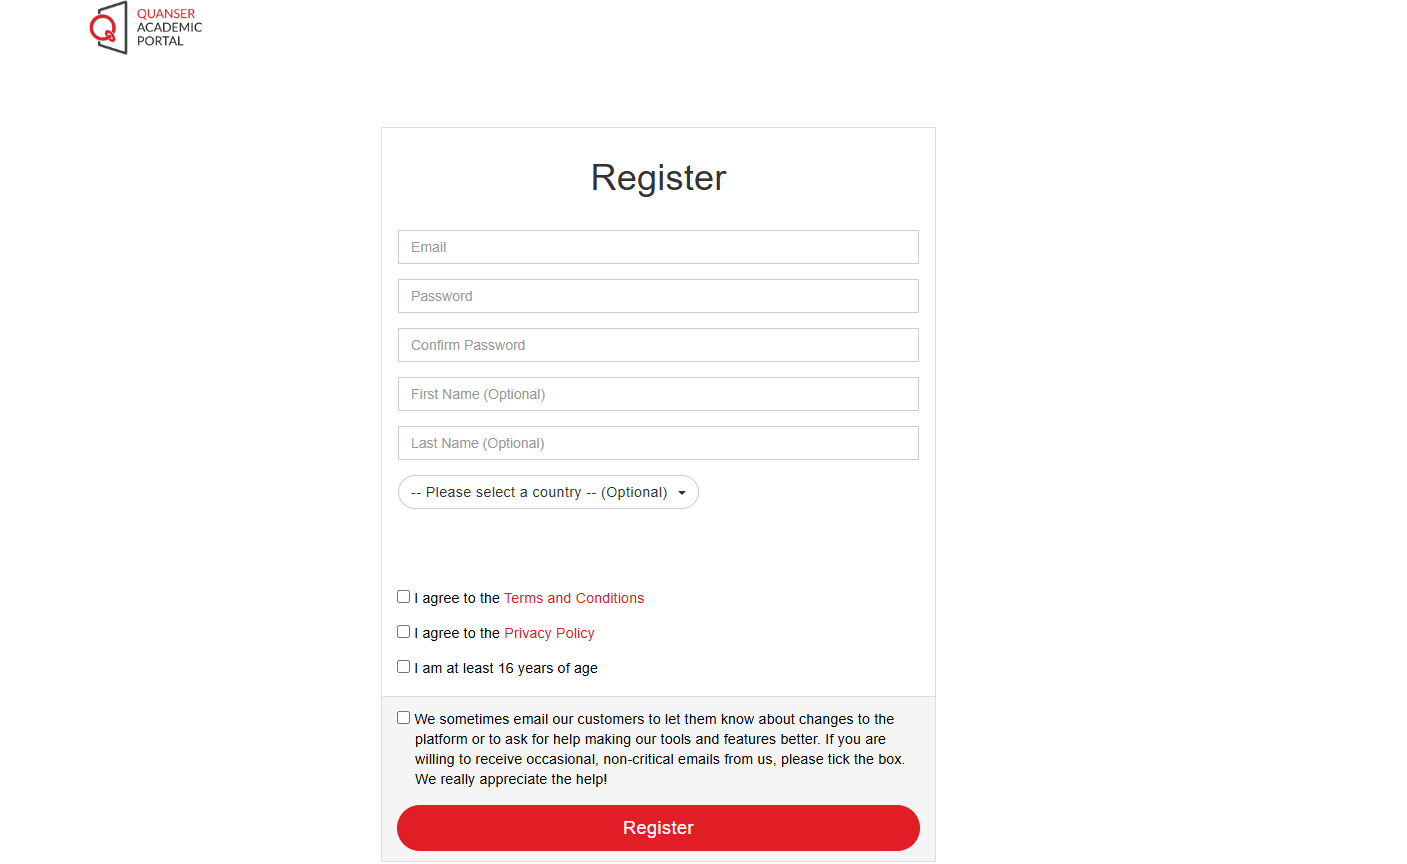 QUANSER
ACADEMIC
PORTAL
Register
Email
Password
Confirm Password
First Name (Optional)
Last Name (Optional)
-- Please select a country -- (Optional)
I agree to the Terms and Conditions
I agree to the Privacy Policy
I am at least 16 years of age
We sometimes email our customers to let them know about changes to the
platform or to ask for help making our tools and features better. If you are
willing to receive occasional, non-critical emails from us, please tick the box.
We really appreciate the help!
Register